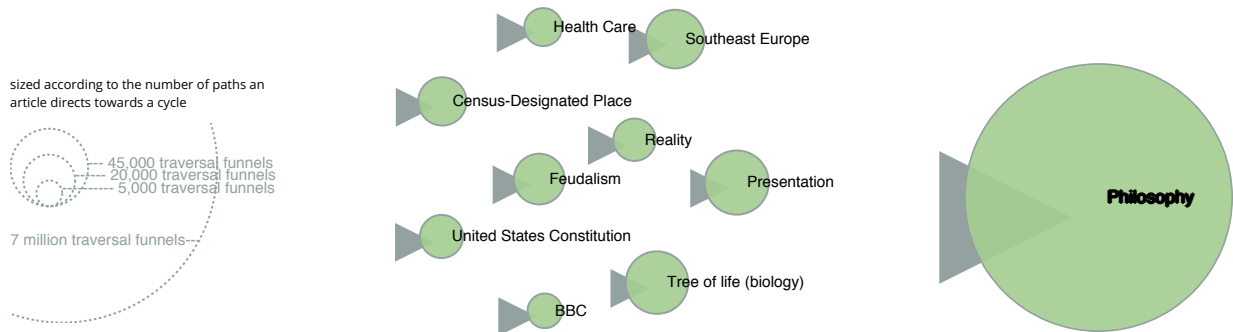 sized according to the number of paths an
article directs towards a cycle
45,000 traversal funnels
20,000 traversal funnels
5,000 traversal funnels
7 million traversal funnels
Health Care
Southeast Europe
Census-Designated Place
Reality
Feudalism
Presentation
United States Constitution
Tree of life (biology)
BBC
Philosophy